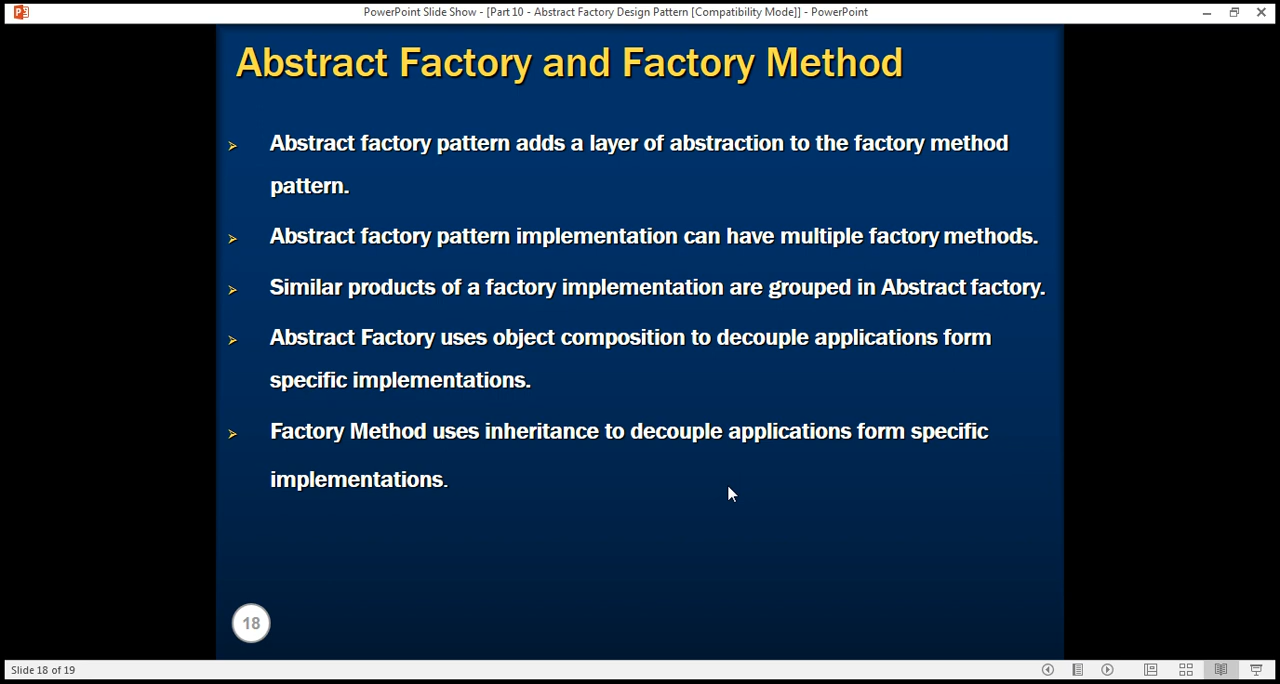 PowerPoint Slide Show - [Part 10 - Abstract Factory Design Pattern [Compatibility Mode]] - PowerPoint
Abstract Factory and Factory Method
Abstract factory pattern adds a layer of abstraction to the factory method
pattern.
Abstract factory pattern implementation can have multiple factory methods.
Similar products of a factory implementation are grouped in Abstract factory.
Abstract Factory uses object composition to decouple applications form
specific implementations.
Factory Method uses inheritance to decouple applications form specific
implementations.
18
Slide 18 of 19